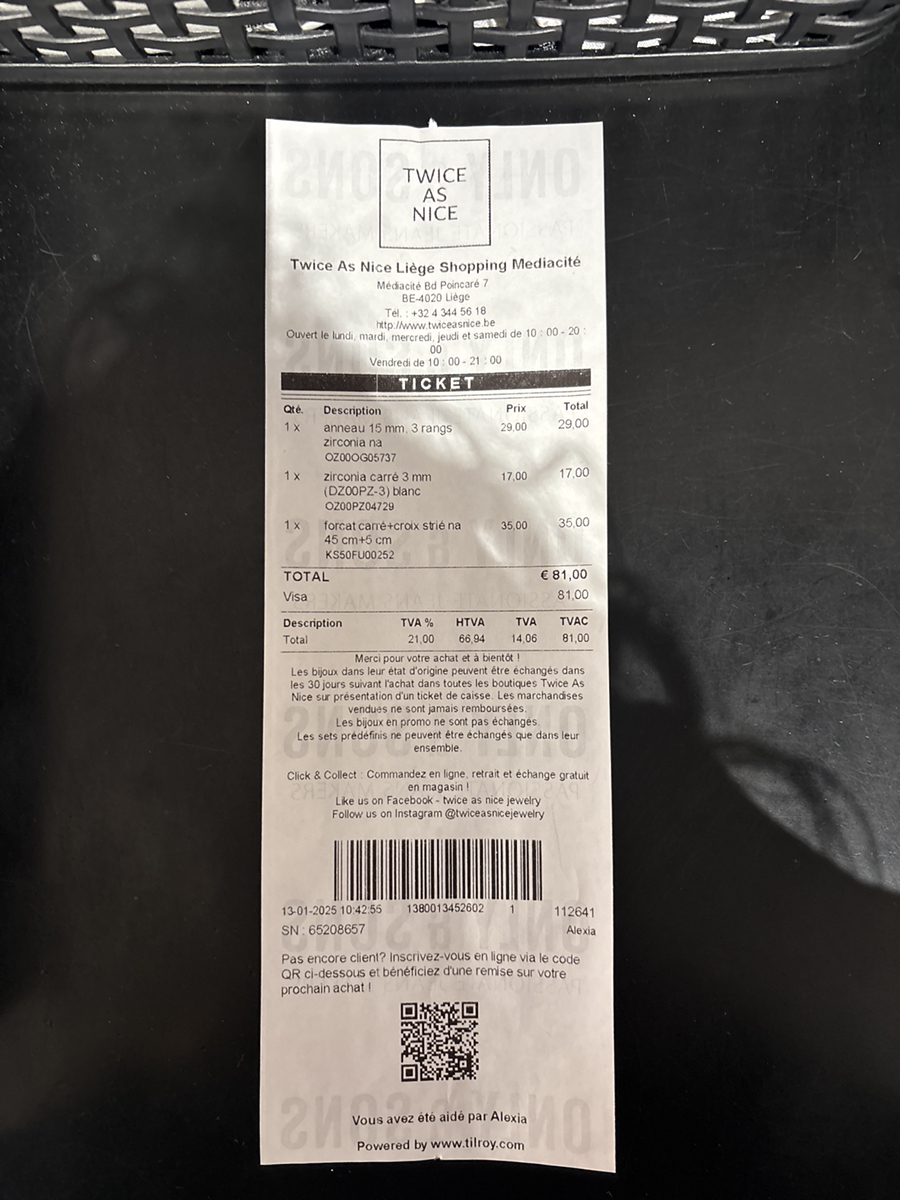 TWICE
AS
NICE
Twice As Nice Liège Shopping Mediacité
Médiacité Bd Poincaré 7
BE-4020 Liège
Tél. : +32 4 344 56 18
http://www.twiceasnice.be
Ouvert le lundi, mardi, mercredi, jeudi et samedi de 10 : 00 - 20 :
00
Vendredi de 10 : 00 - 21 : 00
TICKET
Qté. Description Prix Total
1 x anneau 15 mm, 3 rangs 29,00 29,00
zirconia na
OZ00OG05737
1 x zirconia carré 3 mm 17,00 17,00
(DZ00PZ-3) blanc
OZ00PZ04729
1 x forcat carré+croix strié na 35,00 35,00
45 cm+5 cm
KS50FU00252
TOTAL € 81,00
Visa 81,00
Description TVA % HTVA TVA TVAC
Total 21,00 66,94 14,06 81,00
Merci pour votre achat et à bientôt !
Les bijoux dans leur état d'origine peuvent être échangés dans
les 30 jours suivant l'achat dans toutes les boutiques Twice As
Nice sur présentation d'un ticket de caisse. Les marchandises
vendues ne sont jamais remboursées.
Les bijoux en promo ne sont pas échangés.
Les sets prédéfinis ne peuvent être échangés que dans leur
ensemble.
Click & Collect : Commandez en ligne, retrait et échange gratuit
en magasin !
Like us on Facebook - twice as nice jewelry
Follow us on Instagram @twiceasnicejewelry
13-01-2025 10:42:55 1380013452602 1 112641
SN : 65208657 Alexia
Pas encore client? Inscrivez-vous en ligne via le code
QR ci-dessous et bénéficiez d'une remise sur votre
prochain achat !
Vous avez été aidé par Alexia
Powered by www.tilroy.com